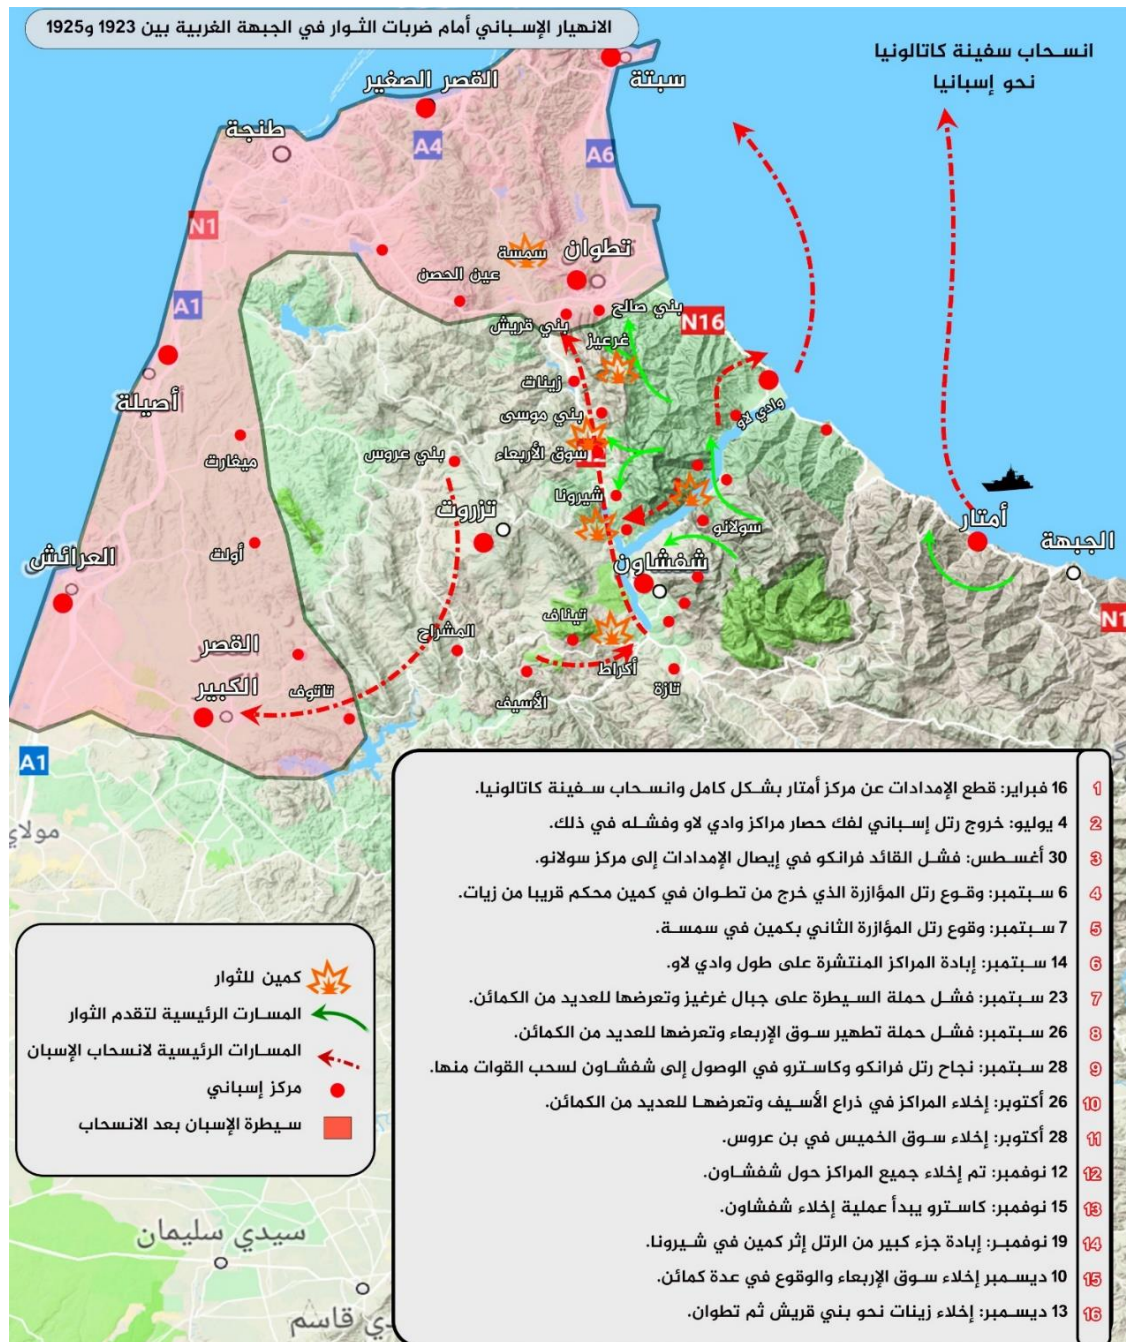 الانهيار الإسباني أمام ضربات الثوار في الجبهة الغربية بين 1923 و1925
انسحاب سفينة كاتالونيا
نحو إسبانيا
سبتة
القصر الصغير
طنجة
A4
A6
N1
سمسة
تطوان
عين الحصن
A1
بني صالح
N16
بني قريش
غرغيز
أصيلة
زينات
بني موسى
وادي لاو
ميغارت
بني عروس
سوق الأربعاء
شيرونا
تزروت
سولانو
أمتار
الجبهة
أولت
العرائش
شفشاون
تيناف
N1
القصر
الكبير
المشراح
أكراط
تازة
تاتوف
الأسيف
A1
مولاي
1 16 فبراير: قطع الإمدادات عن مركز أمتار بشكل كامل وانسحاب سفينة كاتالونيا.
2 4 يوليو: خروج رتل إسباني لفك حصار مراكز وادي لاو وفشله في ذلك.
3 30 أغسطس: فشل القائد فرانكو في إيصال الإمدادات إلى مركز سولانو.
4 6 سبتمبر: وقوع رتل المؤازرة الذي خرج من تطوان في كمين محكم قريبا من زيات.
5 7 سبتمبر: وقوع رتل المؤازرة الثاني بكمين في سمسة.
6 14 سبتمبر: إبادة المراكز المنتشرة على طول وادي لاو.
7 23 سبتمبر: فشل حملة السيطرة على جبال غرغيز وتعرضها للعديد من الكمائن.
8 26 سبتمبر: فشل حملة تطهير سوق الإربعاء وتعرضها للعديد من الكمائن.
9 28 سبتمبر: نجاح رتل فرانكو وكاسترو في الوصول إلى شفشاون لسحب القوات منها.
10 26 أكتوبر: إخلاء المراكز في ذراع الأسيف وتعرضها للعديد من الكمائن.
11 28 أكتوبر: إخلاء سوق الخميس في بن عروس.
12 12 نوفمبر: تم إخلاء جميع المراكز حول شفشاون.
13 15 نوفمبر: كاسترو يبدأ عملية إخلاء شفشاون.
14 19 نوفمبر: إبادة جزء كبير من الرتل إثر كمين في شيرونا.
15 10 ديسمبر إخلاء سوق الإربعاء والوقوع في عدة كمائن.
16 13 ديسمبر: إخلاء زينات نحو بني قريش ثم تطوان.
كمين للثوار
المسارت الرئيسية لتقدم الثوار
المسارات الرئيسية لانسحاب الإسبان
مركز إسباني
سيطرة الإسبان بعد الانسحاب
سيدي سليمان
دي قاسم